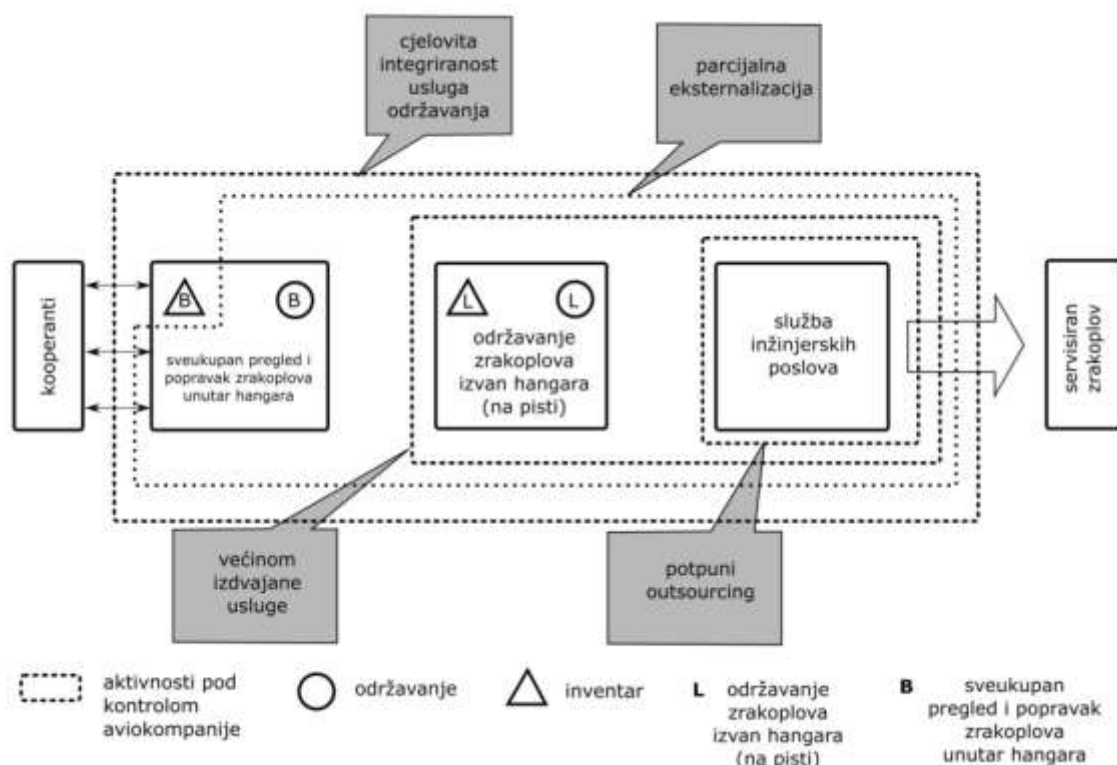 cjelovita
integriranost
usluga
održavanja
parcijalna
eksternalizacija
kooperanti
B
B
sveukupan pregled i
popravak zrakoplova
unutar hangara
L
L
održavanje
zrakoplova
izvan hangara
(na pisti)
služba
inžinjerskih
poslova
servisiran
zrakoplov
većinom
izdvajane
usluge
potpuni
outsourcing
aktivnosti pod
kontrolom
aviokompanije
održavanje
inventar
L održavanje
zrakoplova
izvan hangara
(na pisti)
B sveukupan
pregled i popravak
zrakoplova
unutar hangara